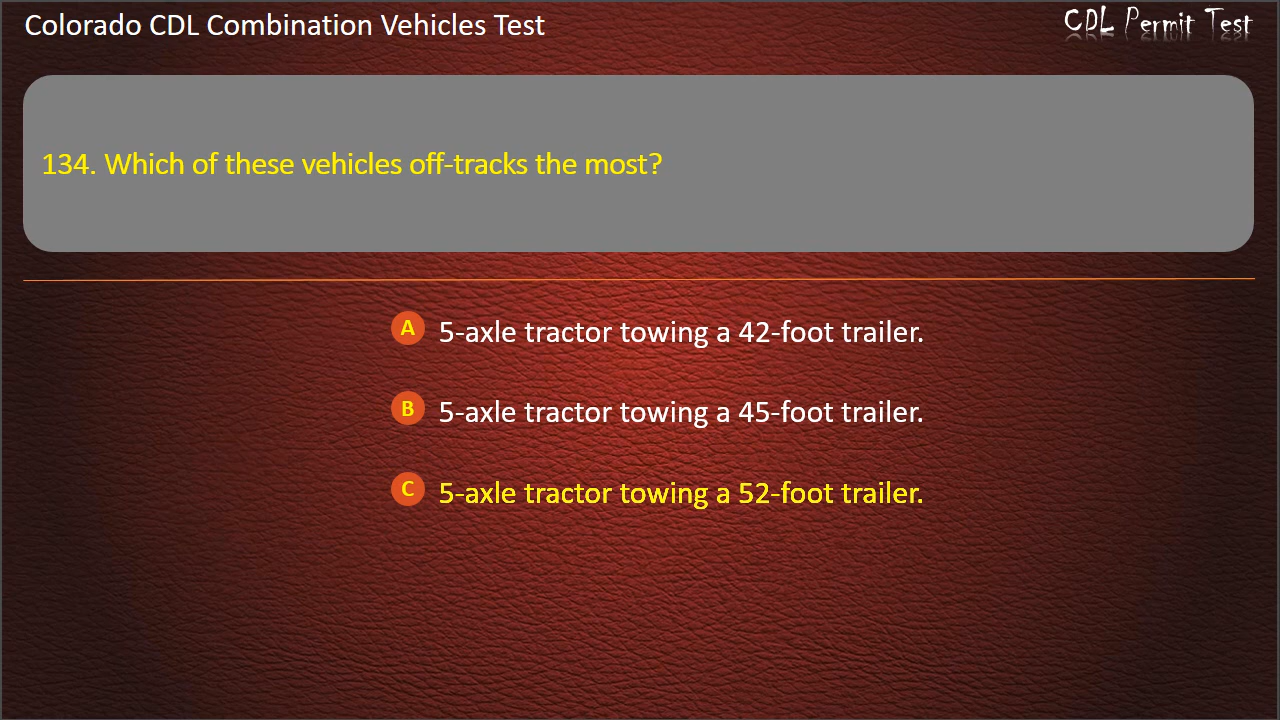 Colorado CDL Combination Vehicles Test
CDL Permit Test
134. Which of these vehicles off-tracks the most?
A 5-axle tractor towing a 42-foot trailer.
B 5-axle tractor towing a 45-foot trailer.
C 5-axle tractor towing a 52-foot trailer.